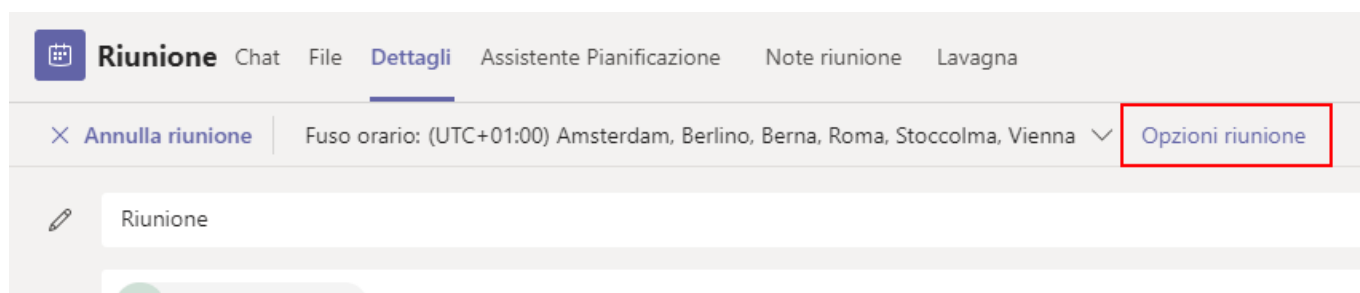 Riunione Chat File Dettagli Assistente Pianificazione Note riunione Lavagna
Annulla riunione Fuso orario: (UTC+01:00) Amsterdam, Berlino, Berna, Roma, Stoccolma, Vienna Opzioni riunione
Riunione